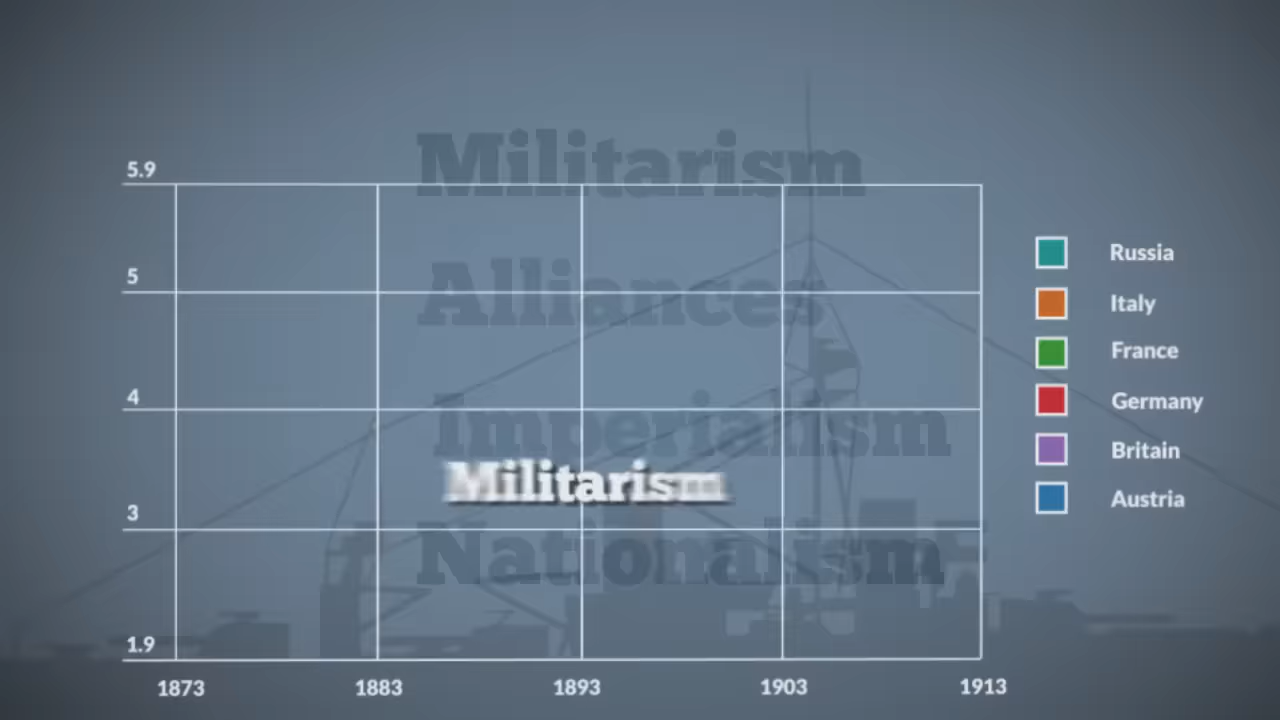 Militarism
5.9
Russia
5
Alliances
Italy
France
4
Imperialism
Germany
Militarism
Britain
3
Austria
Nationalism
1.9
1873 1883 1893 1903 1913